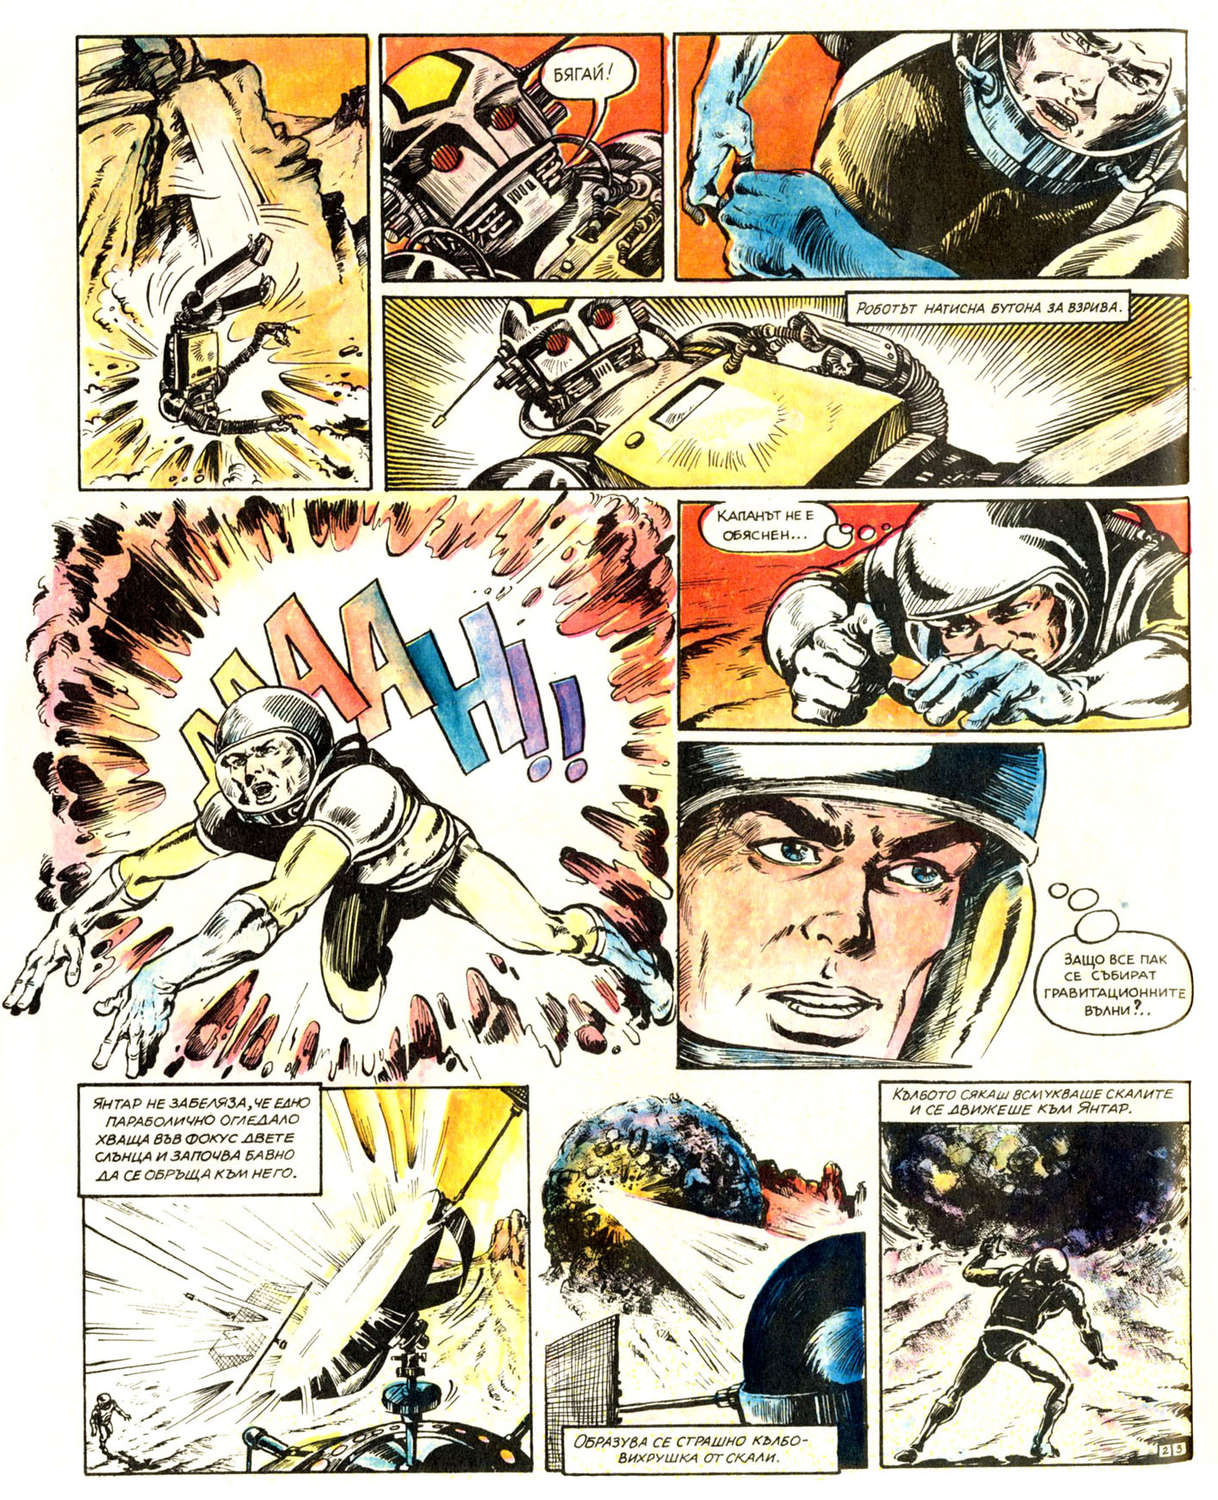 БЯГАЙ!
РОБОТЪТ НАТИСНА БУТОНА ЗА ВЗРИВА.
АААААН!!
КАПАНЪТ НЕ Е
ОБЯСНЕН...
ЗАЩО ВСЕ ПАК
СЕ СЪБИРАТ
ГРАВИТАЦИОННИТЕ
ВЪЛНИ?..
ЯНТАР НЕ ЗАБЕЛЯЗА, ЧЕ ЕДНО
ПАРАБОЛИЧНО ОГЛЕДАЛО
ХВАЩА ВЪВ ФОКУС ДВЕТЕ
СЛЪНЦА И ЗАПОЧВА БАВНО
ДА СЕ ОБРЪЩА КЪМ НЕГО.
ОБРАЗУВА СЕ СТРАШНО КЪЛБО-
ВИХРУШКА ОТ СКАЛИ.
КЪЛБОТО СЯКАШ ВСМУКВАШЕ СКАЛИТЕ
И СЕ ДВИЖЕШЕ КЪМ ЯНТАР.
25